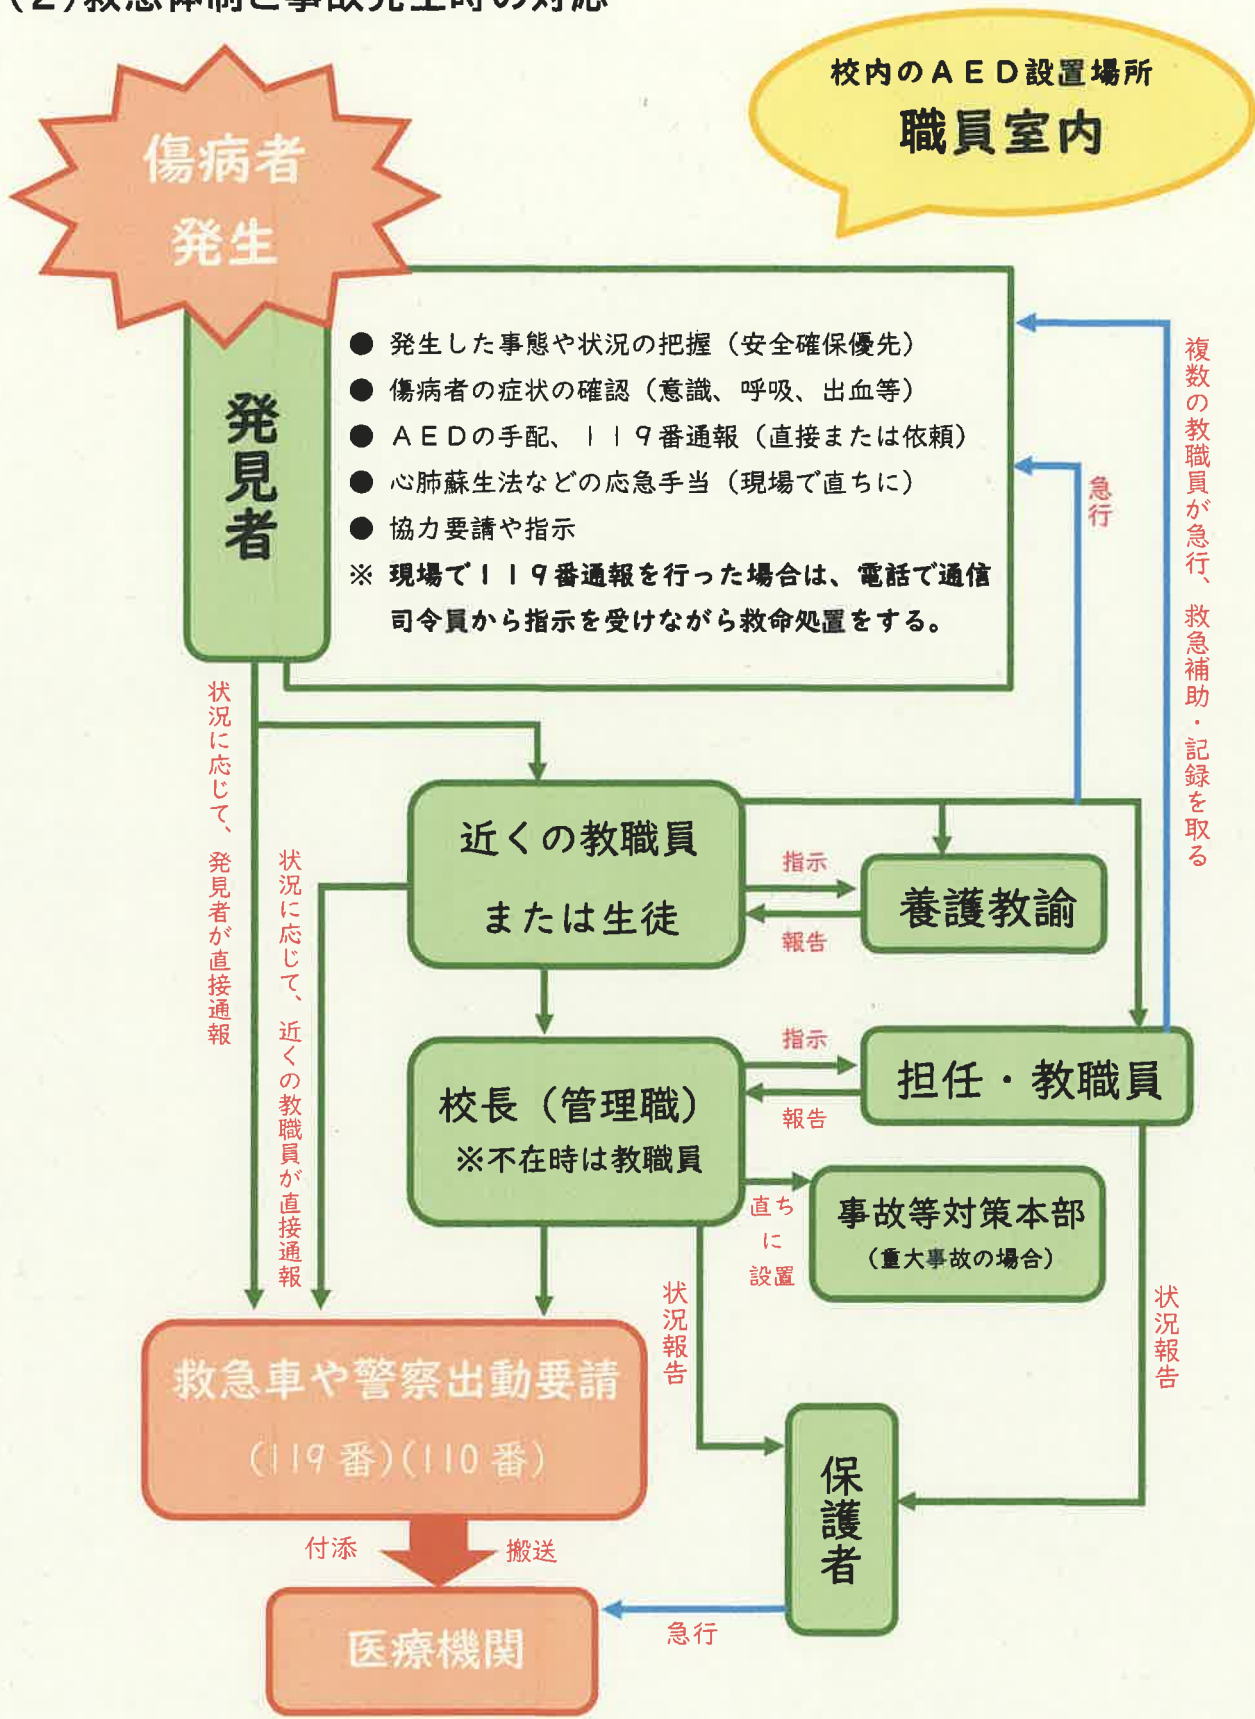 (2)救急体制と事故発生時の対応
校内のAED設置場所
職員室内
傷病者
発生
発見者
● 発生した事態や状況の把握(安全確保優先)
● 傷病者の症状の確認(意識、呼吸、出血等)
● AEDの手配、119番通報(直接または依頼)
● 心肺蘇生法などの応急手当(現場で直ちに)
● 協力要請や指示
※ 現場で119番通報を行った場合は、電話で通信
司令員から指示を受けながら救命処置をする。
急行
複数の教職員が急行、救急補助・記録を取る
状況に応じて、発見者が直接通報
状況に応じて、近くの教職員が直接通報
近くの教職員
または生徒
指示
報告
養護教諭
校長(管理職)
※不在時は教職員
指示
報告
担任・教職員
直ち
に
設置
事故等対策本部
(重大事故の場合)
状況報告
状況報告
救急車や警察出動要請
(119番)(110番)
付添
搬送
保護者
急行
医療機関